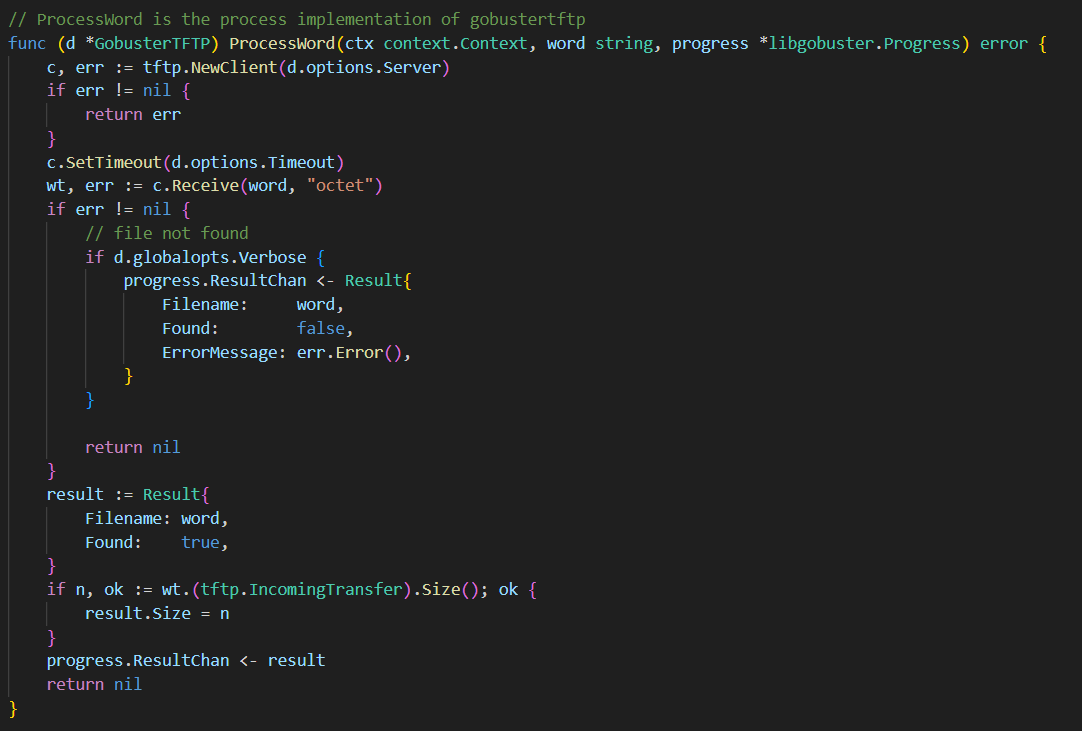 // ProcessWord is the process implementation of gobustertftp
func (d *GobusterTFTP) ProcessWord(ctx context.Context, word string, progress *libgobuster.Progress) error {
    c, err := tftp.NewClient(d.options.Server)
    if err != nil {
        return err
    }
    c.SetTimeout(d.options.Timeout)
    wt, err := c.Receive(word, "octet")
    if err != nil {
        // file not found
        if d.globalopts.Verbose {
            progress.ResultChan <- Result{
                Filename:     word,
                Found:        false,
                ErrorMessage: err.Error(),
            }
        }

        return nil
    }
    result := Result{
        Filename: word,
        Found:    true,
    }
    if n, ok := wt.(tftp.IncomingTransfer).Size(); ok {
        result.Size = n
    }
    progress.ResultChan <- result
    return nil
}